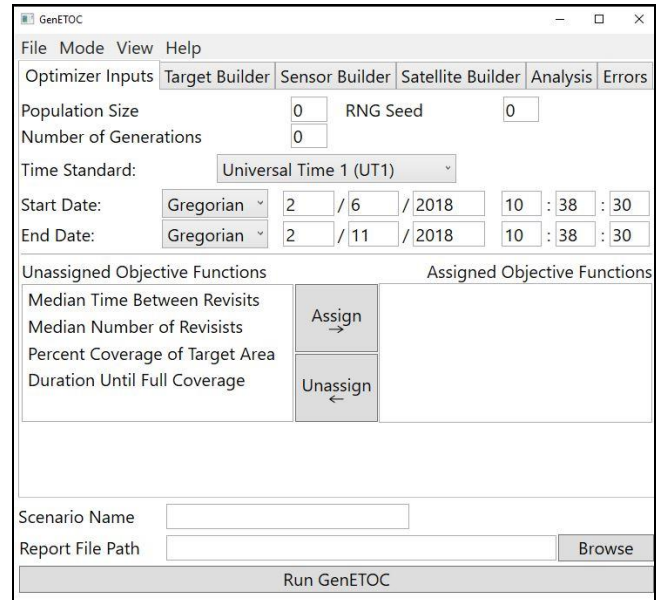 GenETOC
File Mode View Help
Optimizer Inputs Target Builder Sensor Builder Satellite Builder Analysis Errors
Population Size 0 RNG Seed 0
Number of Generations 0
Time Standard: Universal Time 1 (UT1)
Start Date: Gregorian 2 / 6 / 2018 10 : 38 : 30
End Date: Gregorian 2 / 11 / 2018 10 : 38 : 30
Unassigned Objective Functions Assigned Objective Functions
Median Time Between Revisits
Median Number of Revisists
Percent Coverage of Target Area
Duration Until Full Coverage
Assign
→
Unassign
←
Scenario Name
Report File Path Browse
Run GenETOC